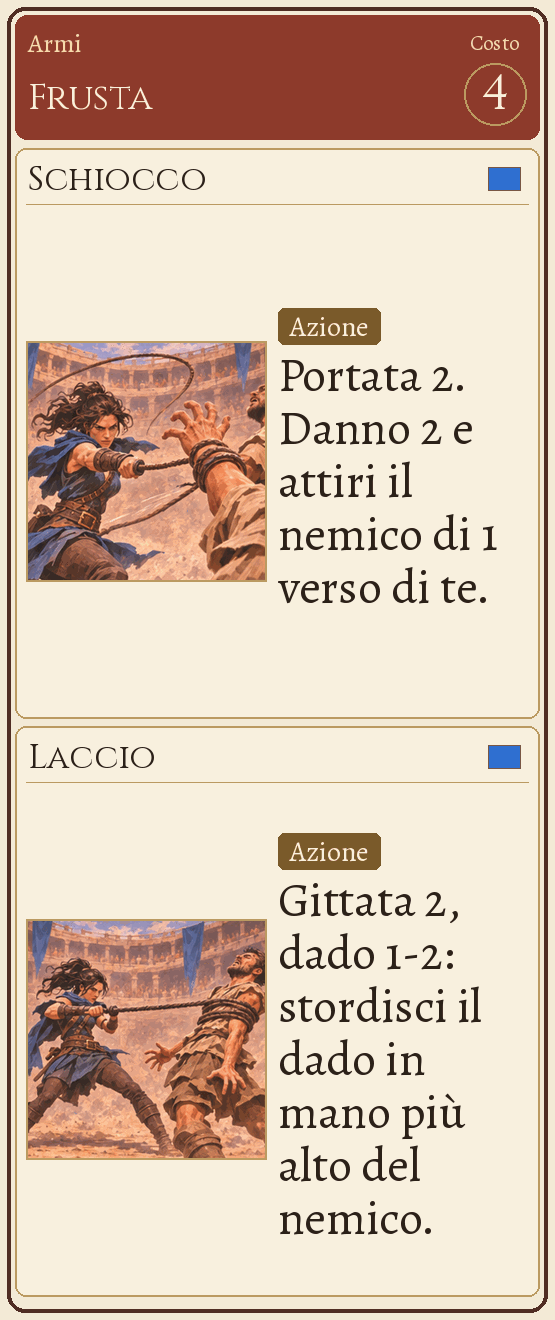 Armi
Costo
Frusta
4
Schiocco
Azione
Portata 2.
Danno 2 e
attiri il
nemico di 1
verso di te.
Laccio
Azione
Gittata 2,
dado 1-2:
stordisci il
dado in
mano più
alto del
nemico.